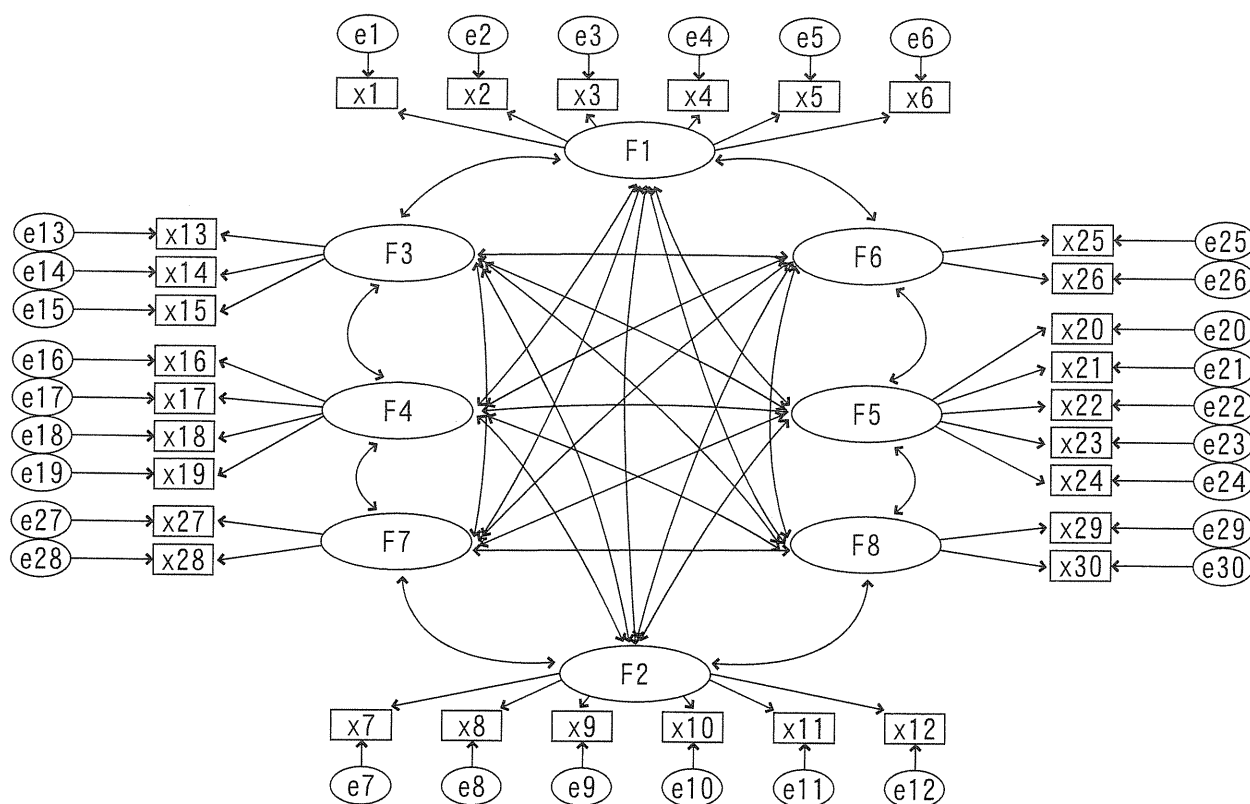 e1 e2 e3 e4 e5 e6
x1 x2 x3 x4 x5 x6
F1
e13 x13 F3 F6 x25 e25
e14 x14 x26 e26
e15 x15
x20 e20
e16 x16 x21 e21
e17 x17 F4 F5 x22 e22
e18 x18 x23 e23
e19 x19 x24 e24
e27 x27 F7 F8 x29 e29
e28 x28 x30 e30
F2
x7 x8 x9 x10 x11 x12
e7 e8 e9 e10 e11 e12